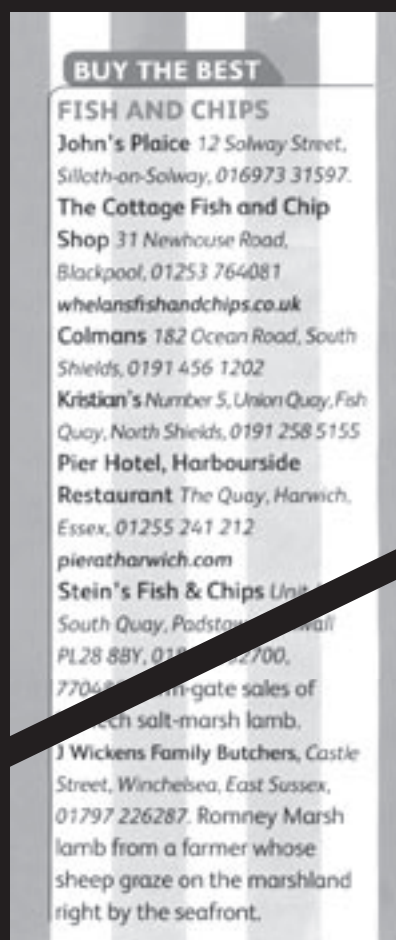 BUY THE BEST
FISH AND CHIPS
John's Plaice 12 Solway Street,
Silloth-on-Solway, 016973 31597.
The Cottage Fish and Chip
Shop 31 Newhouse Road,
Blackpool, 01253 764081
whelansfishandchips.co.uk
Colmans 182 Ocean Road, South
Shields, 0191 456 1202
Kristian's Number 5, Union Quay, Fish
Quay, North Shields, 0191 258 5155
Pier Hotel, Harbourside
Restaurant The Quay, Harwich,
Essex, 01255 241 212
pieratharwich.com
Stein's Fish & Chips
South Quay,
PL28 8BY,
sales of
salt-marsh lamb.
J Wickens Family Butchers, Castle
Street, Winchelsea, East Sussex,
01797 226287. Romney Marsh
lamb from a farmer whose
sheep graze on the marshland
right by the seafront.